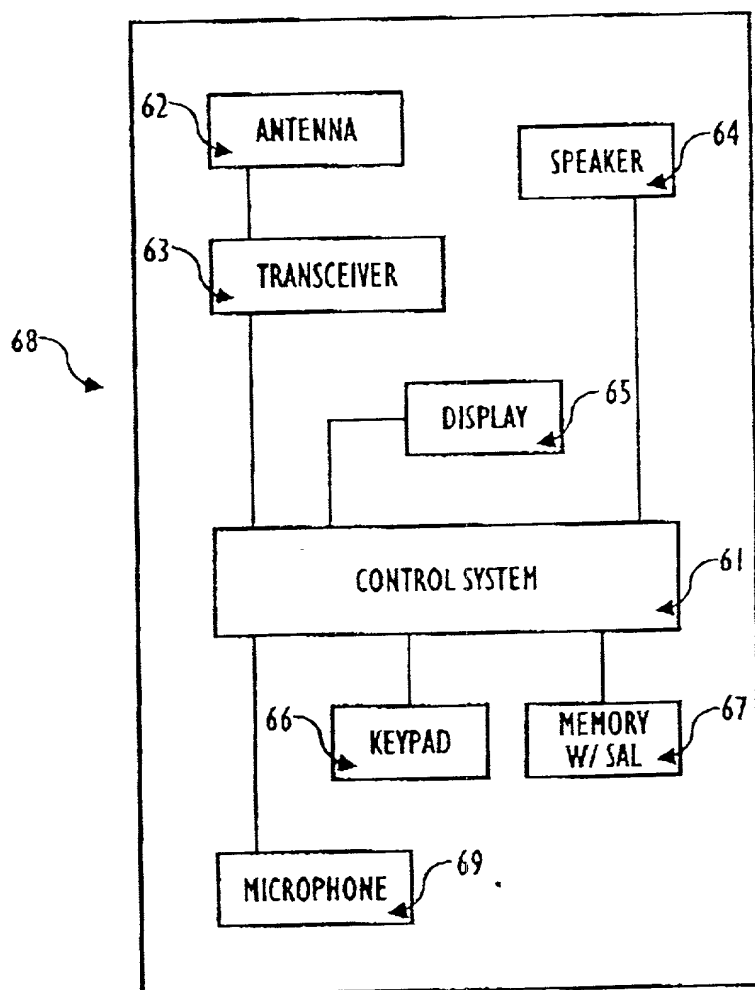 62
ANTENNA
64
SPEAKER
63
TRANSCEIVER
68
65
DISPLAY
61
CONTROL SYSTEM
66
KEYPAD
67
MEMORY
W/ SAL
69
MICROPHONE